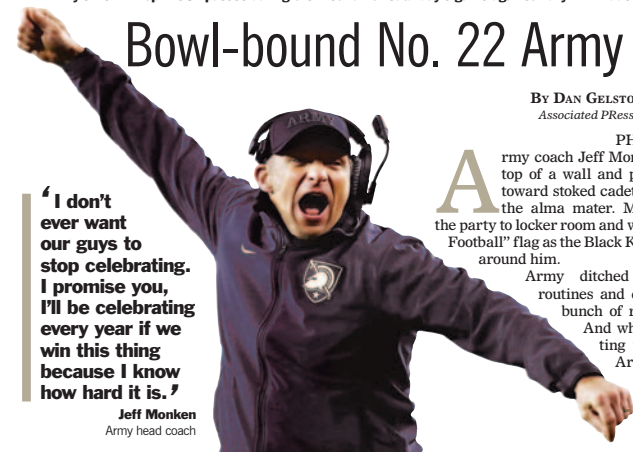 Bowl-bound No. 22 Army
ARMY
‘ I don’t
ever want
our guys to
stop celebrating.
I promise you,
I’ll be celebrating
every year if we
win this thing
because I know
how hard it is. ’
Jeff Monken
Army head coach
By Dan Gelsto
Associated PRess
PH
Army coach Jeff Mon
top of a wall and p
toward stoked cadet
the alma mater. M
the party to locker room and w
Football” flag as the Black K
around him.
Army ditched
routines and
bunch of
And wh
ting
Ar